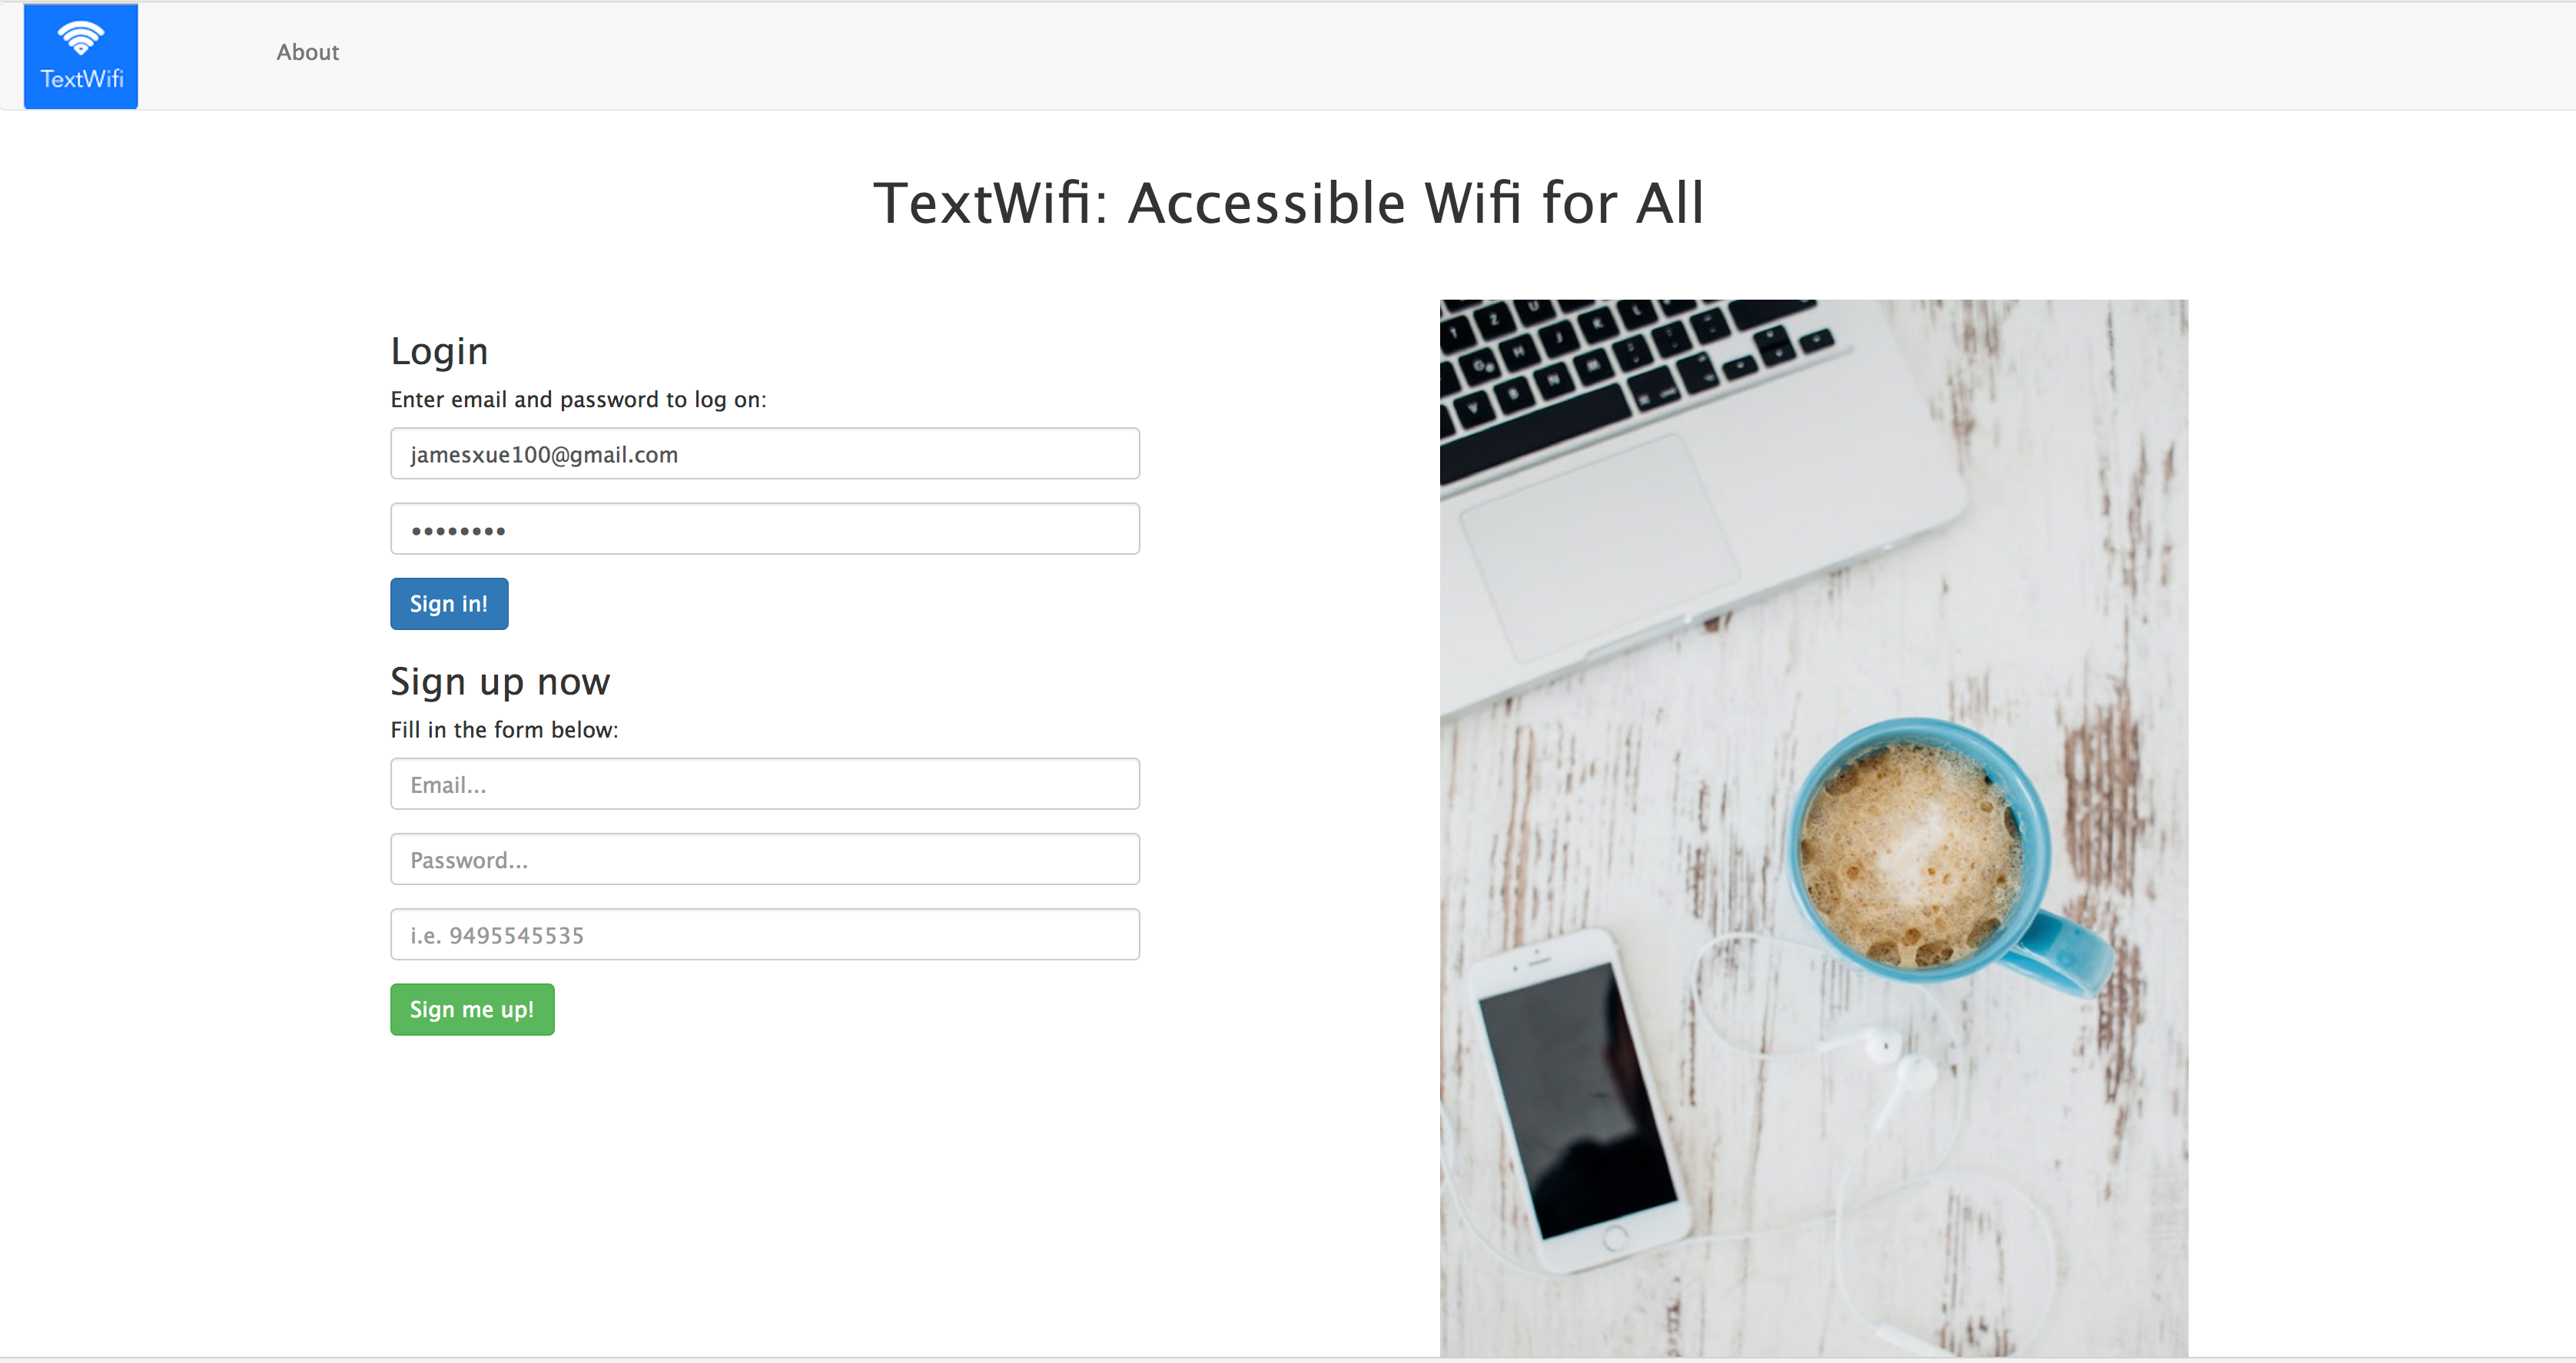 TextWifi
About
TextWifi: Accessible Wifi for All
Login
Enter email and password to log on:
jamesxue100@gmail.com
••••••••
Sign in!
Sign up now
Fill in the form below:
Email...
Password...
i.e. 9495545535
Sign me up!